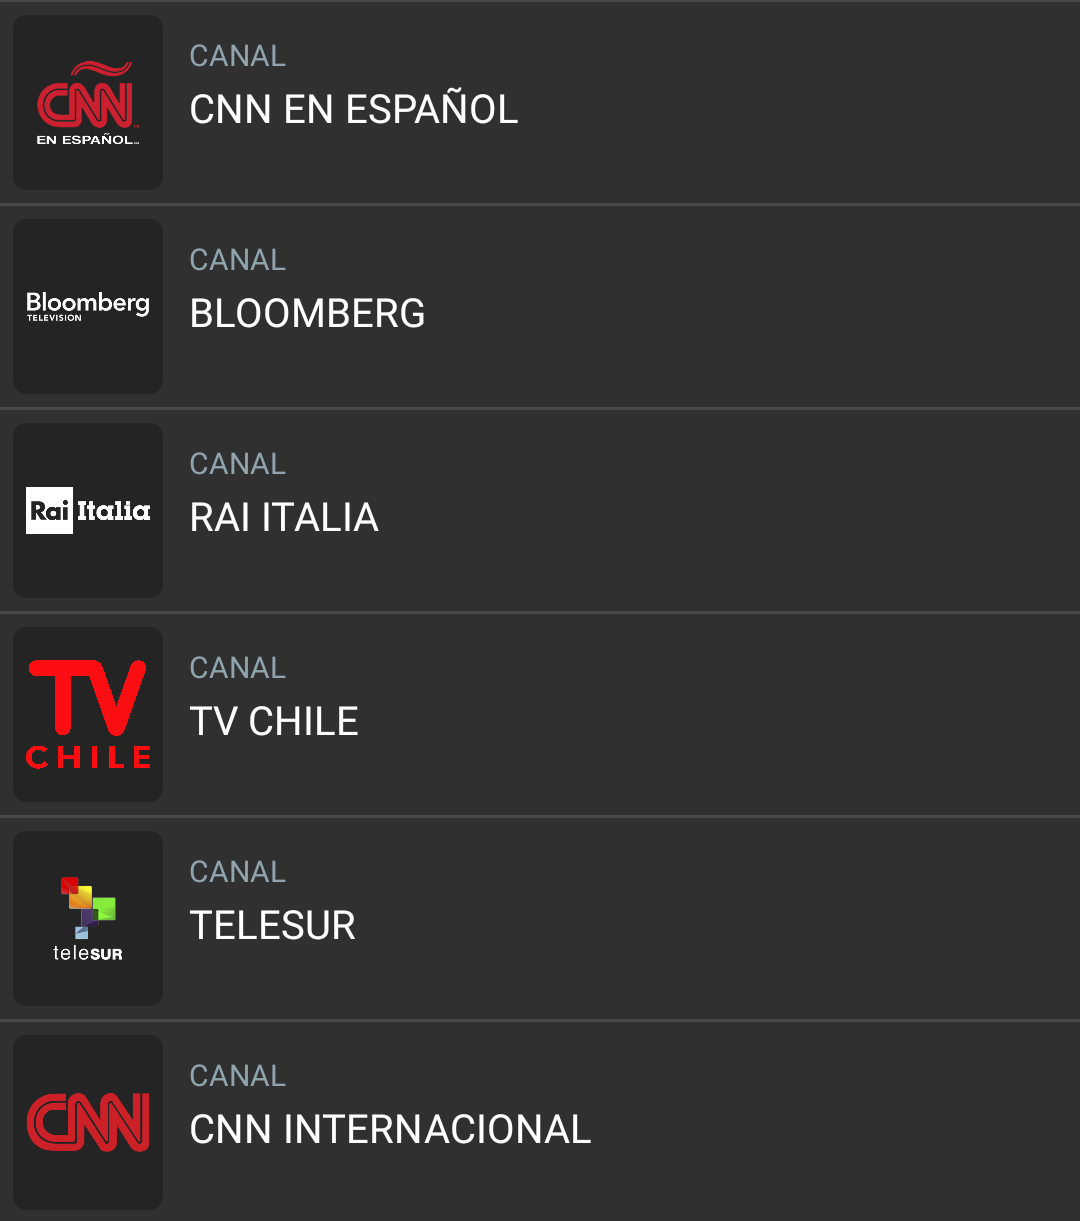 CNN
EN ESPAÑOL
CANAL
CNN EN ESPAÑOL
Bloomberg
TELEVISION
CANAL
BLOOMBERG
Rai Italia
CANAL
RAI ITALIA
TV
CHILE
CANAL
TV CHILE
teleSUR
CANAL
TELESUR
CNN
CANAL
CNN INTERNACIONAL